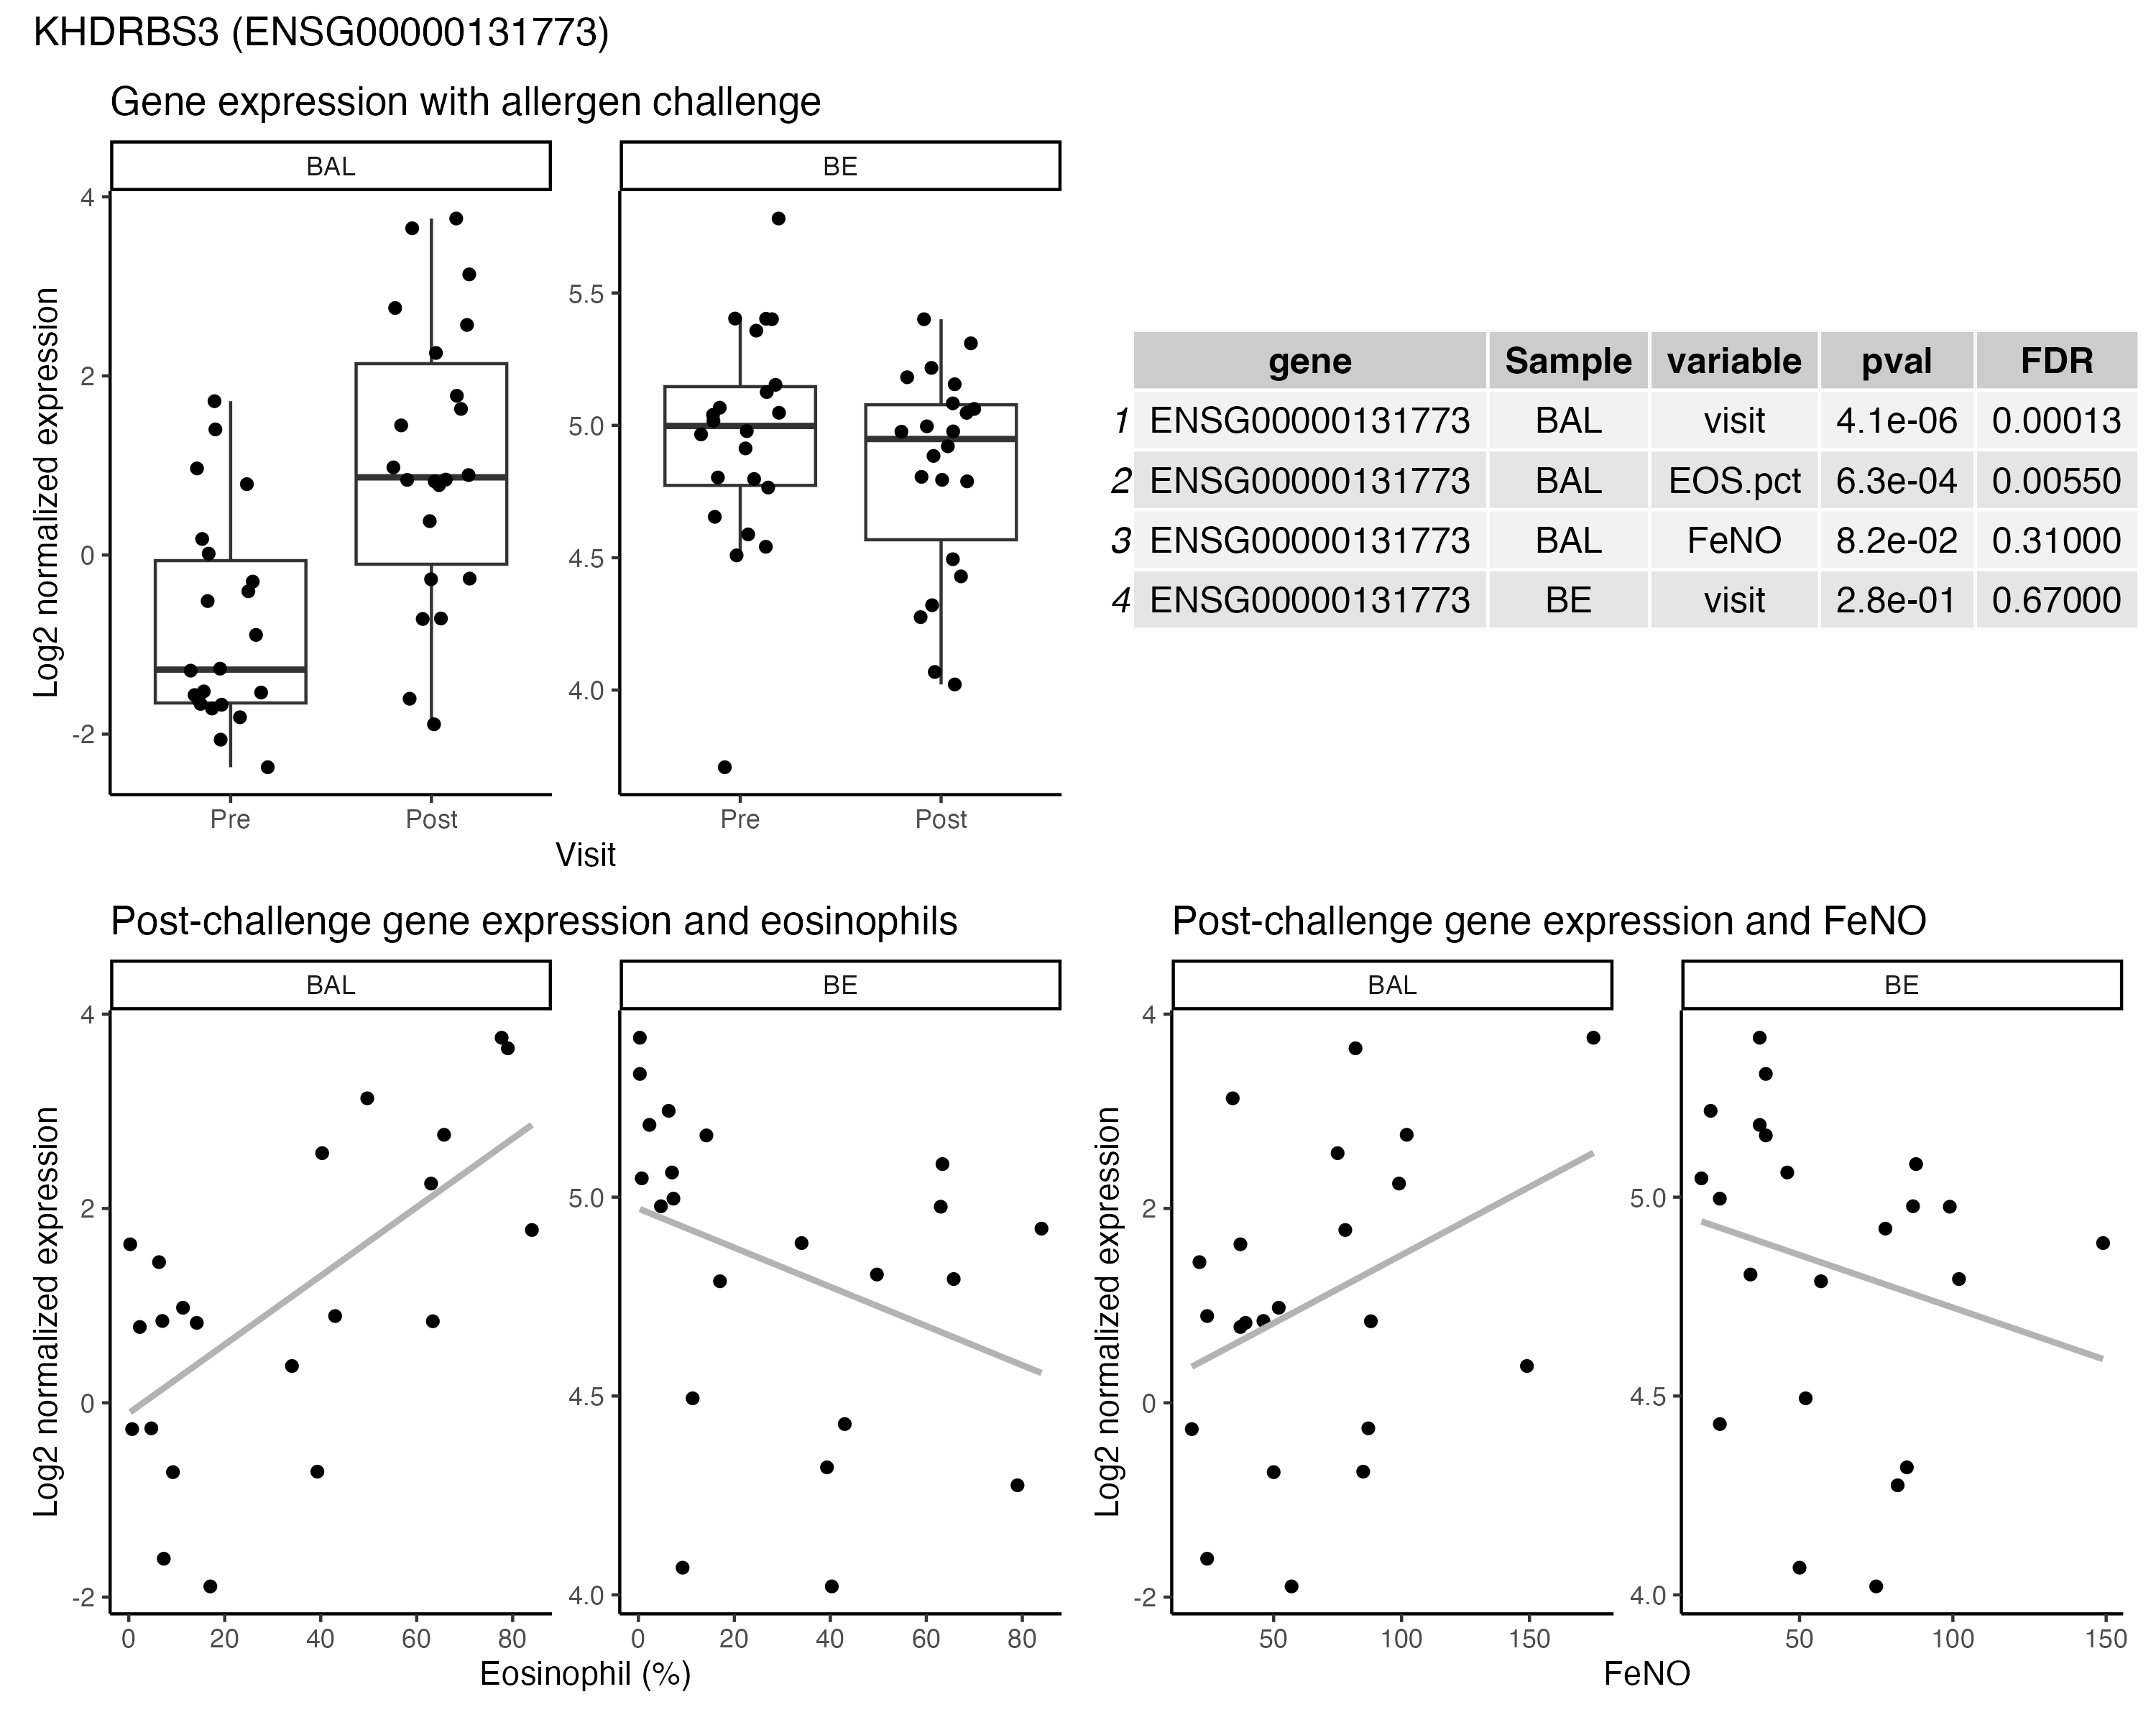 KHDRBS3 (ENSG00000131773)
Gene expression with allergen challenge
BAL BE
Log2 normalized expression
4
2
0
-2
5.5
5.0
4.5
4.0
Pre Post Pre Post
Visit
gene Sample variable pval FDR
1 ENSG00000131773 BAL visit 4.1e-06 0.00013
2 ENSG00000131773 BAL EOS.pct 6.3e-04 0.00550
3 ENSG00000131773 BAL FeNO 8.2e-02 0.31000
4 ENSG00000131773 BE visit 2.8e-01 0.67000
Post-challenge gene expression and eosinophils
BAL BE
Log2 normalized expression
4
2
0
-2
5.0
4.5
4.0
0 20 40 60 80 0 20 40 60 80
Eosinophil (%)
Post-challenge gene expression and FeNO
BAL BE
Log2 normalized expression
4
2
0
-2
5.0
4.5
4.0
50 100 150 50 100 150
FeNO